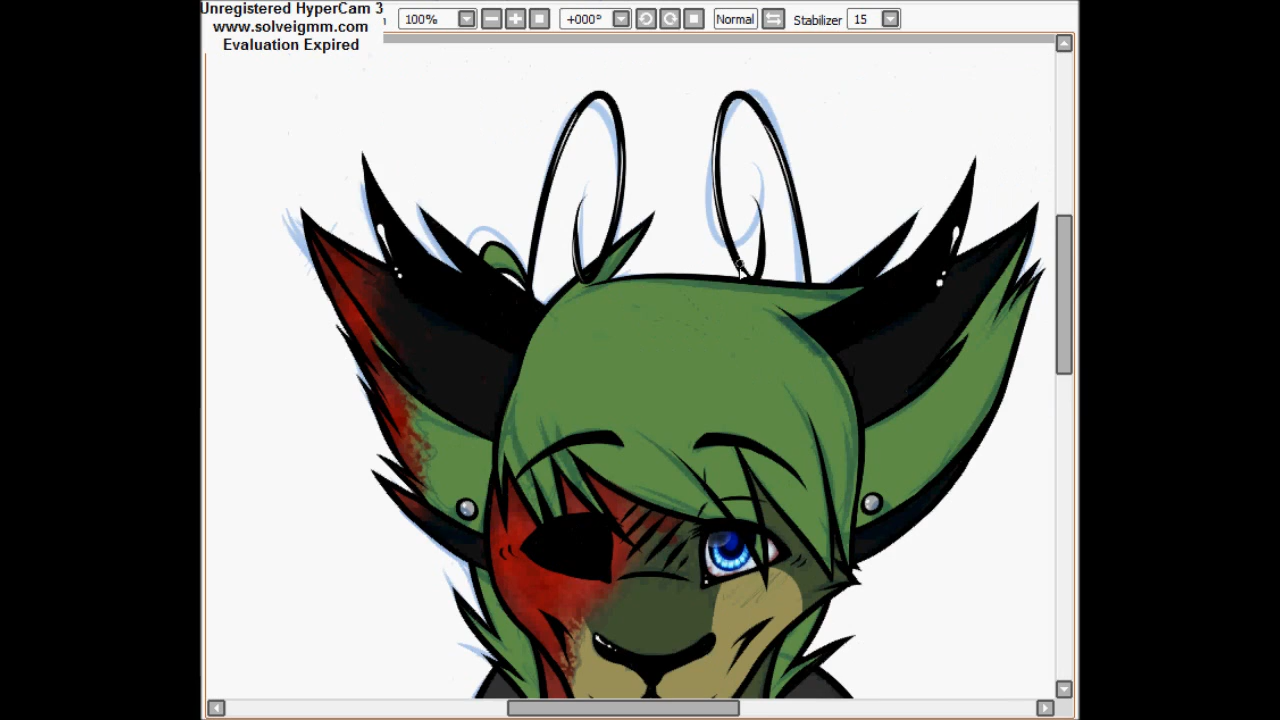 Unregistered HyperCam 3
www.solveigmm.com
Evaluation Expired
100% +000° Normal Stabilizer 15